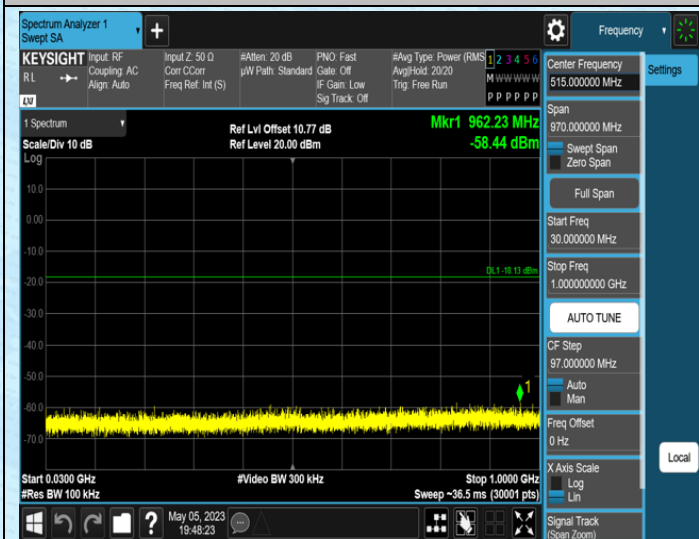 Spectrum Analyzer 1
Swept SA
+
Frequency
KEYSIGHT
RL
LXI
Input: RF
Coupling: AC
Align: Auto
Input Z: 50 Ω
Corr CCorr
Freq Ref: Int (S)
#Atten: 20 dB
µW Path: Standard
PNO: Fast
Gate: Off
IF Gain: Low
Sig Track: Off
#Avg Type: Power (RMS
Avg|Hold: 20/20
Trig: Free Run
1 2 3 4 5 6
M W W W W W
P P P P P P
1 Spectrum
Scale/Div 10 dB
Ref Lvl Offset 10.77 dB
Ref Level 20.00 dBm
Mkr1 962.23 MHz
-58.44 dBm
Log
10.0
0.00
-10.0
-20.0
-30.0
-40.0
-50.0
-60.0
-70.0
DL1 -18.13 dBm
1
Start 0.0300 GHz
#Res BW 100 kHz
#Video BW 300 kHz
Stop 1.0000 GHz
Sweep ~36.5 ms (30001 pts)
?
May 05, 2023
19:48:23
Center Frequency
515.000000 MHz
Span
970.000000 MHz
Swept Span
Zero Span
Full Span
Start Freq
30.000000 MHz
Stop Freq
1.000000000 GHz
AUTO TUNE
CF Step
97.000000 MHz
Auto
Man
Freq Offset
0 Hz
X Axis Scale
Log
Lin
Signal Track
(Span Zoom)
Settings
Local